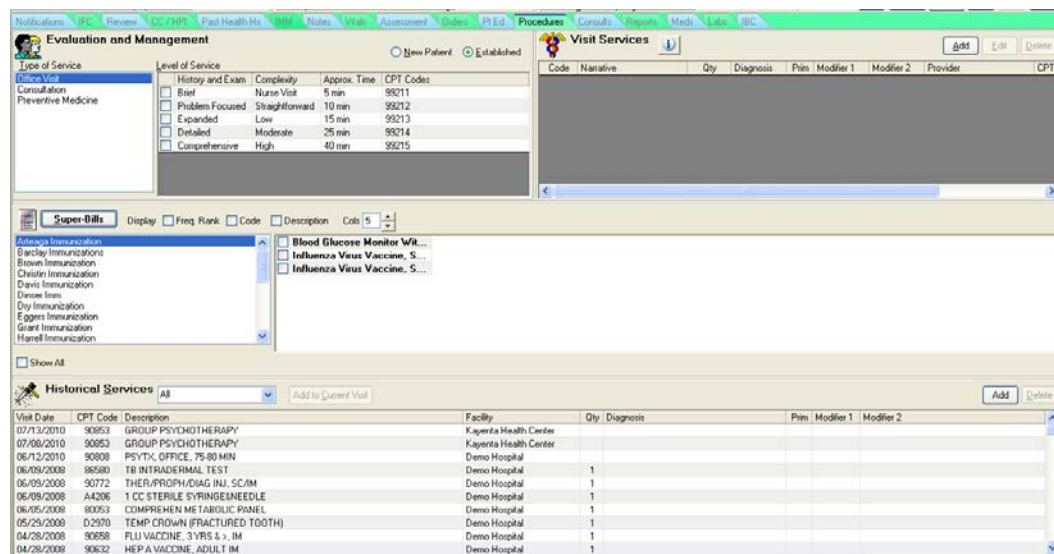 Notifications IFC Review CC / HPI Past Health Hx IMM Notes Vitals Assessment Orders Pt Ed Procedures Consults Reports Meds Labs IBC
Evaluation and Management
New Patient Established
Type of Service
Office Visit
Consultation
Preventive Medicine
Level of Service
History and Exam Complexity Approx. Time CPT Codes
Brief Nurse Visit 5 min 99211
Problem Focused Straightforward 10 min 99212
Expanded Low 15 min 99213
Detailed Moderate 25 min 99214
Comprehensive High 40 min 99215
Visit Services Add Edit Delete
Code Narrative Qty Diagnosis Prim Modifier 1 Modifier 2 Provider CPT
Super-Bills Display Freq. Rank Code Description Cols 5
Arteaga Immunization
Barclay Immunizations
Brown Immunization
Christin Immunization
Davis Immunization
Dinser Imm
Dry Immunization
Eggers Immunization
Grant Immunization
Harrell Immunization
Blood Glucose Monitor Wit...
Influenza Virus Vaccine, S...
Influenza Virus Vaccine, S...
Show All
Historical Services All Add to Current Visit Add Delete
Visit Date CPT Code Description Facility Qty Diagnosis Prim Modifier 1 Modifier 2
07/13/2010 90853 GROUP PSYCHOTHERAPY Kayenta Health Center
07/08/2010 90853 GROUP PSYCHOTHERAPY Kayenta Health Center
06/12/2010 90808 PSYTX, OFFICE, 75-80 MIN Demo Hospital
06/09/2008 86580 TB INTRADERMAL TEST Demo Hospital 1
06/09/2008 90772 THER/PROPH/DIAG INJ, SC/IM Demo Hospital 1
06/09/2008 A4206 1 CC STERILE SYRINGE&NEEDLE Demo Hospital 1
06/05/2008 80053 COMPREHEN METABOLIC PANEL Demo Hospital 1
05/29/2008 D2970 TEMP CROWN (FRACTURED TOOTH) Demo Hospital 1
04/28/2008 90658 FLU VACCINE, 3 YRS & >, IM Demo Hospital 1
04/28/2008 90632 HEP A VACCINE, ADULT IM Demo Hospital 1